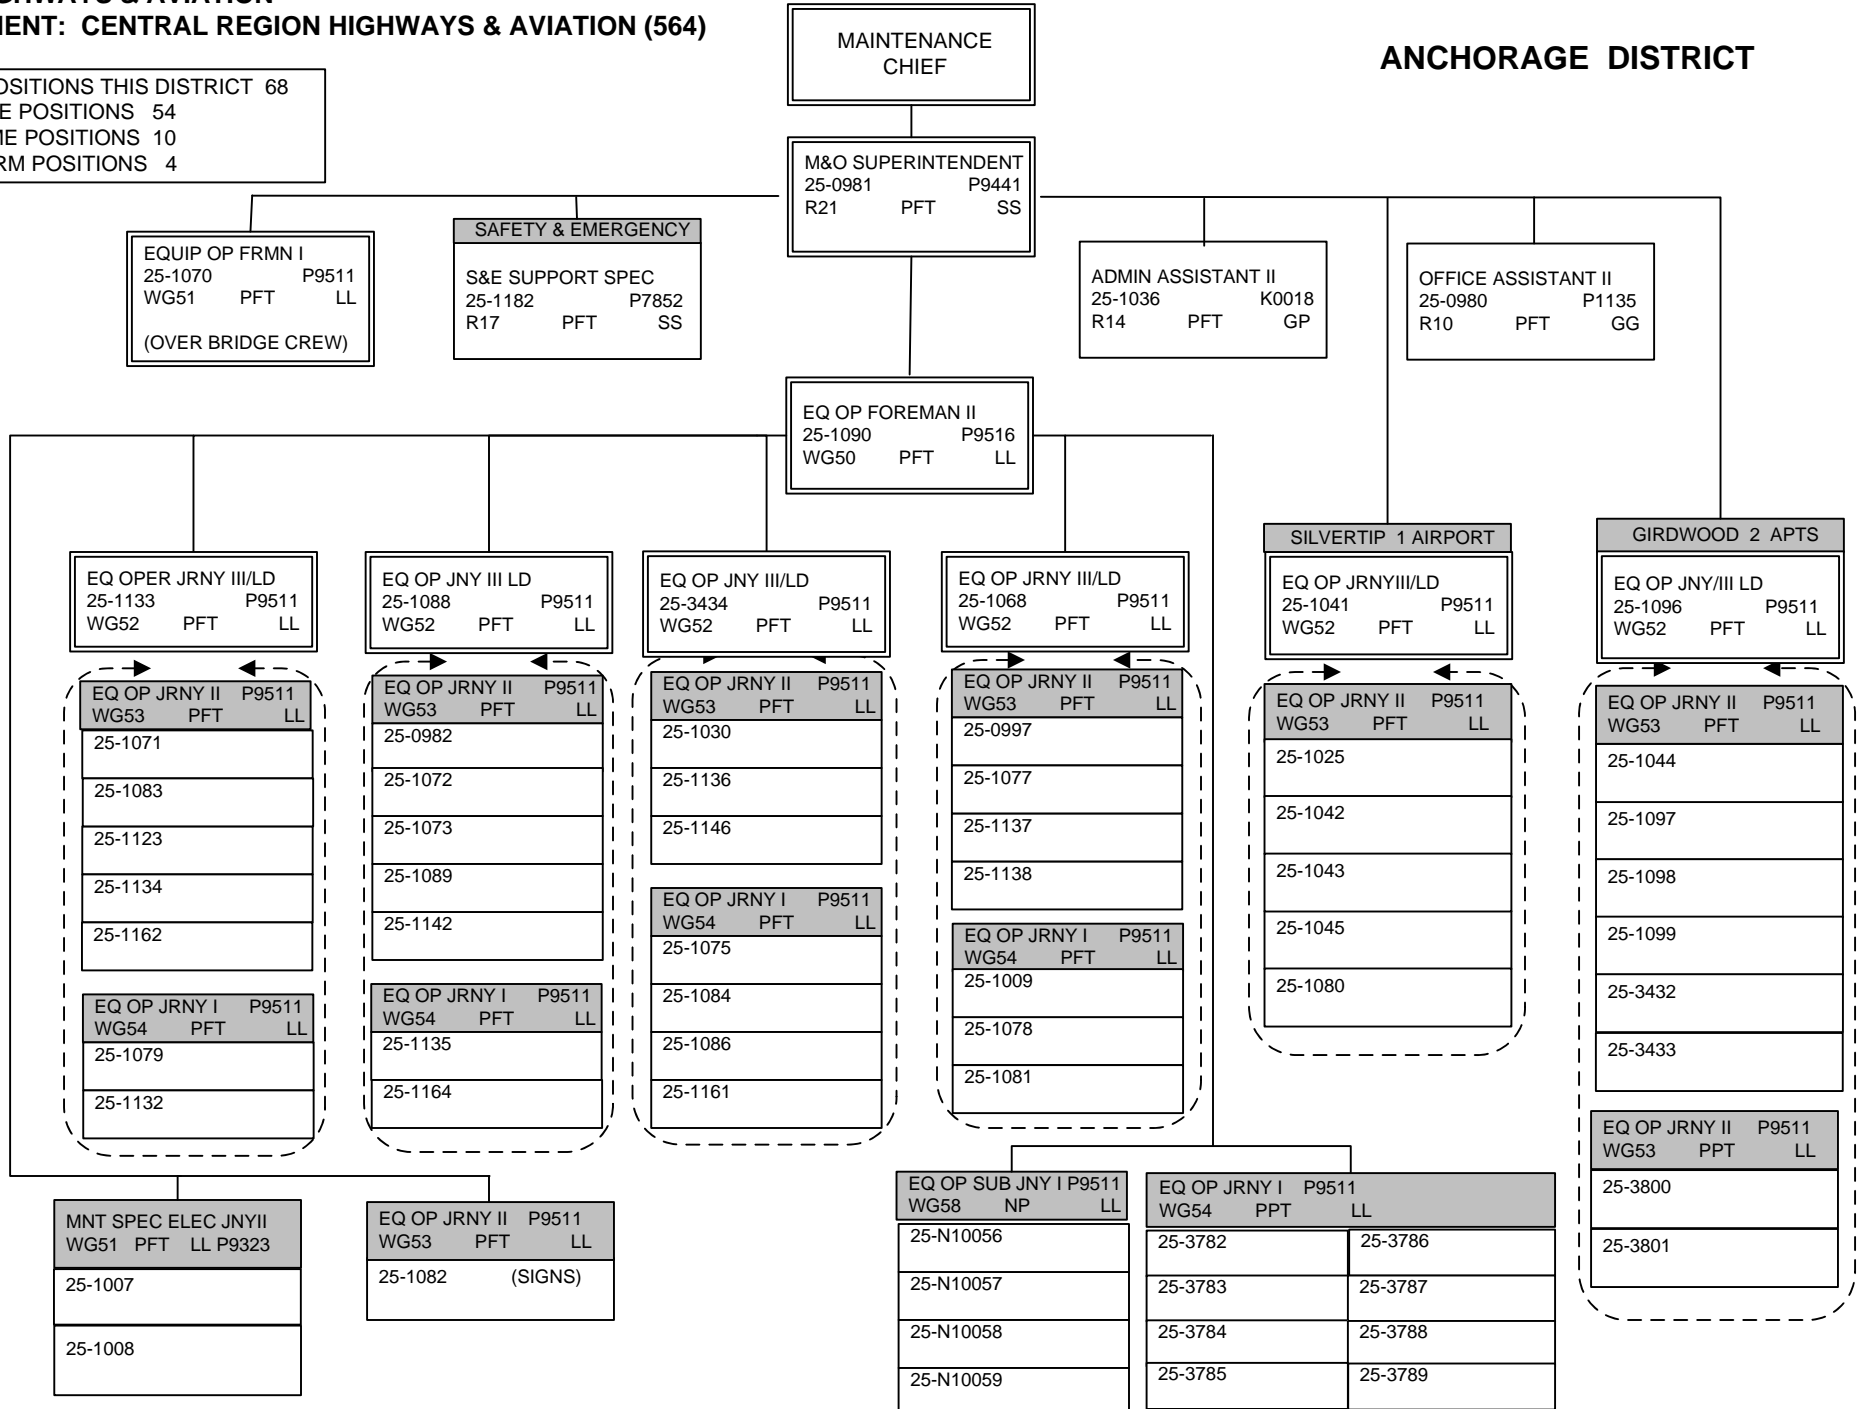 & AVIATION
CENTRAL REGION HIGHWAYS & AVIATION (564)
ANCHORAGE DISTRICT
THIS DISTRICT 68
POSITIONS 54
POSITIONS 10
POSITIONS 4
MAINTENANCE
CHIEF
M&O SUPERINTENDENT
25-0981 P9441
R21 PFT SS
EQUIP OP FRMN I
25-1070 P9511
WG51 PFT LL
(OVER BRIDGE CREW)
SAFETY & EMERGENCY
S&E SUPPORT SPEC
25-1182 P7852
R17 PFT SS
ADMIN ASSISTANT II
25-1036 K0018
R14 PFT GP
OFFICE ASSISTANT II
25-0980 P1135
R10 PFT GG
EQ OP FOREMAN II
25-1090 P9516
WG50 PFT LL
EQ OPER JRNY III/LD
25-1133 P9511
WG52 PFT LL
EQ OP JRNY II P9511
WG53 PFT LL
25-1071
25-1083
25-1123
25-1134
25-1162
EQ OP JRNY I P9511
WG54 PFT LL
25-1079
25-1132
EQ OP JNY III LD
25-1088 P9511
WG52 PFT LL
EQ OP JRNY II P9511
WG53 PFT LL
25-0982
25-1072
25-1073
25-1089
25-1142
EQ OP JRNY I P9511
WG54 PFT LL
25-1135
25-1164
EQ OP JNY III/LD
25-3434 P9511
WG52 PFT LL
EQ OP JRNY II P9511
WG53 PFT LL
25-1030
25-1136
25-1146
EQ OP JRNY I P9511
WG54 PFT LL
25-1075
25-1084
25-1086
25-1161
EQ OP JRNY III/LD
25-1068 P9511
WG52 PFT LL
EQ OP JRNY II P9511
WG53 PFT LL
25-0997
25-1077
25-1137
25-1138
EQ OP JRNY I P9511
WG54 PFT LL
25-1009
25-1078
25-1081
SILVERTIP 1 AIRPORT
EQ OP JRNYIII/LD
25-1041 P9511
WG52 PFT LL
EQ OP JRNY II P9511
WG53 PFT LL
25-1025
25-1042
25-1043
25-1045
25-1080
GIRDWOOD 2 APTS
EQ OP JNY/III LD
25-1096 P9511
WG52 PFT LL
EQ OP JRNY II P9511
WG53 PFT LL
25-1044
25-1097
25-1098
25-1099
25-3432
25-3433
EQ OP JRNY II P9511
WG53 PPT LL
25-3800
25-3801
MNT SPEC ELEC JNYII
WG51 PFT LL P9323
25-1007
25-1008
EQ OP JRNY II P9511
WG53 PFT LL
25-1082 (SIGNS)
EQ OP SUB JNY I P9511
WG58 NP LL
25-N10056
25-N10057
25-N10058
25-N10059
EQ OP JRNY I P9511
WG54 PPT LL
25-3782 25-3786
25-3783 25-3787
25-3784 25-3788
25-3785 25-3789